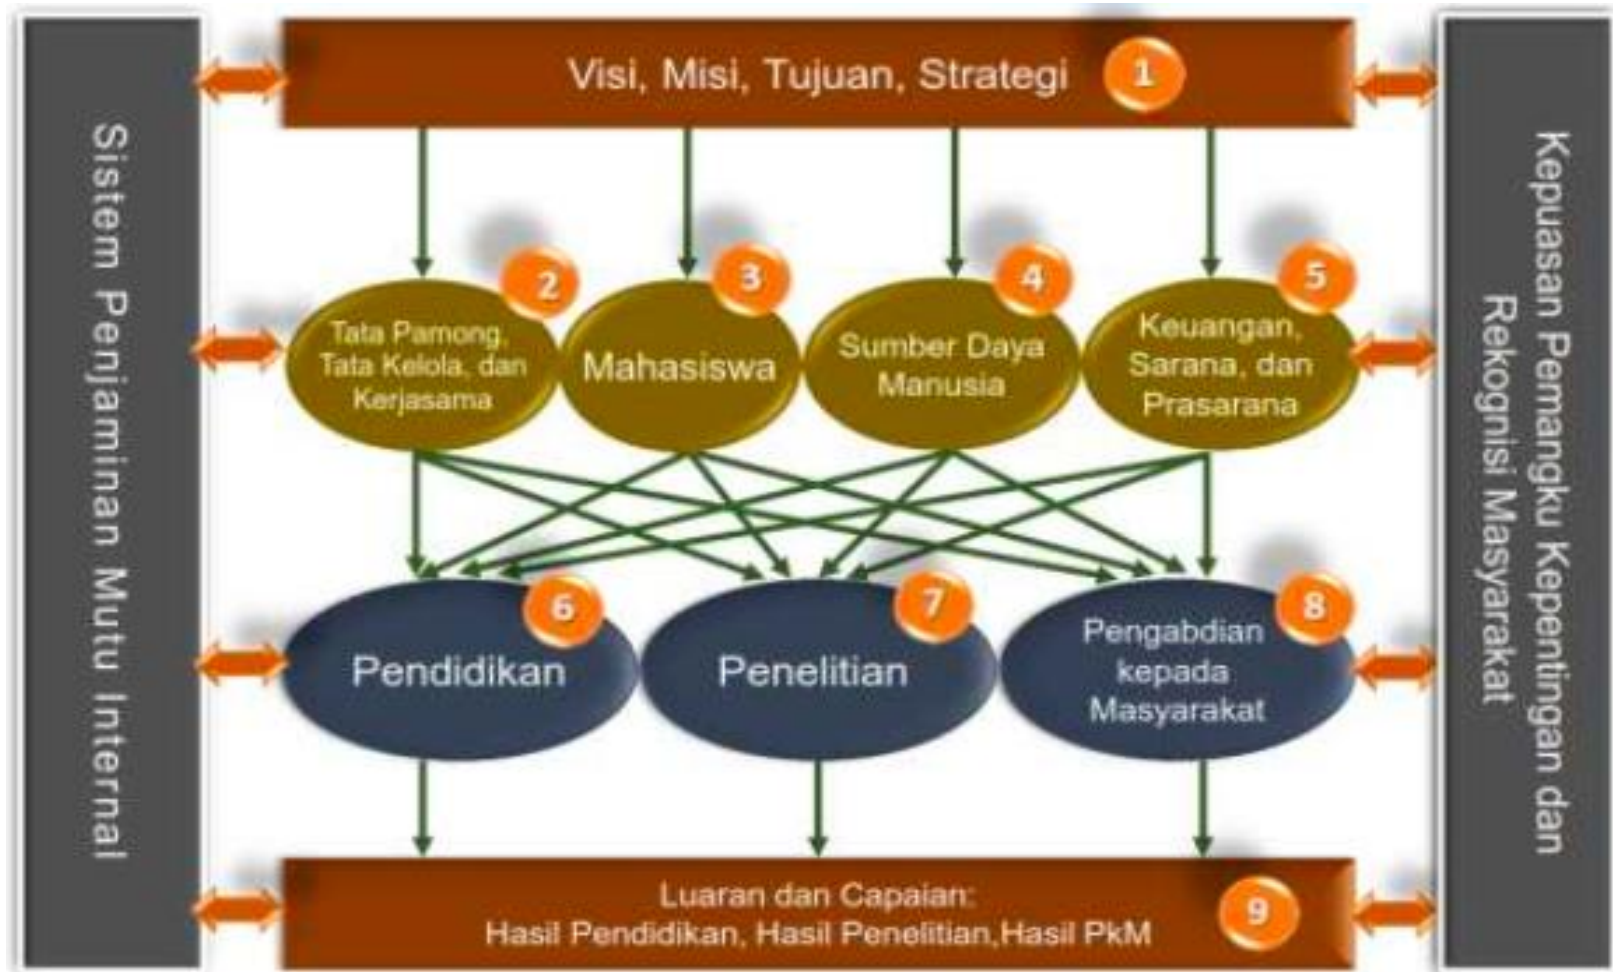 Sistem Penjaminan Mutu Internal
Visi, Misi, Tujuan, Strategi 1
2
Tata Pamong,
Tata Kelola, dan
Kerjasama
3
Mahasiswa
4
Sumber Daya
Manusia
5
Keuangan,
Sarana, dan
Prasarana
6
Pendidikan
7
Penelitian
8
Pengabdian
kepada
Masyarakat
Luaran dan Capaian:
Hasil Pendidikan, Hasil Penelitian,Hasil PkM
9
Kepuasan Pemangku Kepentingan dan
Rekognisi Masyarakat